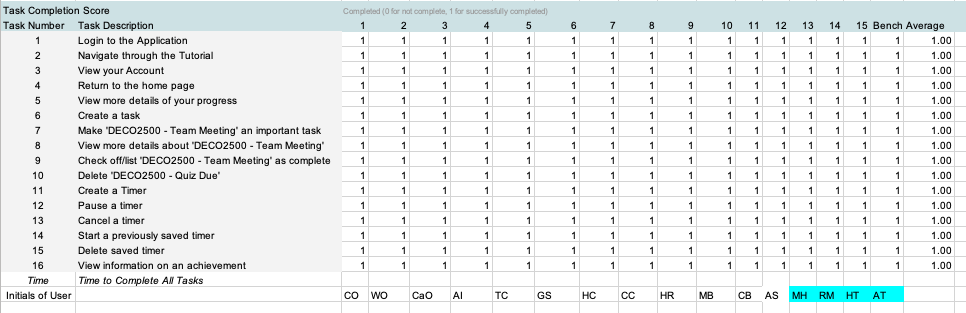 Task Completion Score Completed (0 for not complete, 1 for successfully completed)
Task Number Task Description 1 2 3 4 5 6 7 8 9 10 11 12 13 14 15 Bench Average
1 Login to the Application 1 1 1 1 1 1 1 1 1 1 1 1 1 1 1 1 1.00
2 Navigate through the Tutorial 1 1 1 1 1 1 1 1 1 1 1 1 1 1 1 1 1.00
3 View your Account 1 1 1 1 1 1 1 1 1 1 1 1 1 1 1 1 1.00
4 Return to the home page 1 1 1 1 1 1 1 1 1 1 1 1 1 1 1 1 1.00
5 View more details of your progress 1 1 1 1 1 1 1 1 1 1 1 1 1 1 1 1 1.00
6 Create a task 1 1 1 1 1 1 1 1 1 1 1 1 1 1 1 1 1.00
7 Make 'DECO2500 - Team Meeting' an important task 1 1 1 1 1 1 1 1 1 1 1 1 1 1 1 1 1.00
8 View more details about 'DECO2500 - Team Meeting' 1 1 1 1 1 1 1 1 1 1 1 1 1 1 1 1 1.00
9 Check off/list 'DECO2500 - Team Meeting' as complete 1 1 1 1 1 1 1 1 1 1 1 1 1 1 1 1 1.00
10 Delete 'DECO2500 - Quiz Due' 1 1 1 1 1 1 1 1 1 1 1 1 1 1 1 1 1.00
11 Create a Timer 1 1 1 1 1 1 1 1 1 1 1 1 1 1 1 1 1.00
12 Pause a timer 1 1 1 1 1 1 1 1 1 1 1 1 1 1 1 1 1.00
13 Cancel a timer 1 1 1 1 1 1 1 1 1 1 1 1 1 1 1 1 1.00
14 Start a previously saved timer 1 1 1 1 1 1 1 1 1 1 1 1 1 1 1 1 1.00
15 Delete saved timer 1 1 1 1 1 1 1 1 1 1 1 1 1 1 1 1 1.00
16 View information on an achievement 1 1 1 1 1 1 1 1 1 1 1 1 1 1 1 1 1.00
Time Time to Complete All Tasks
Initials of User CO WO CaO AI TC GS HC CC HR MB CB AS MH RM HT AT